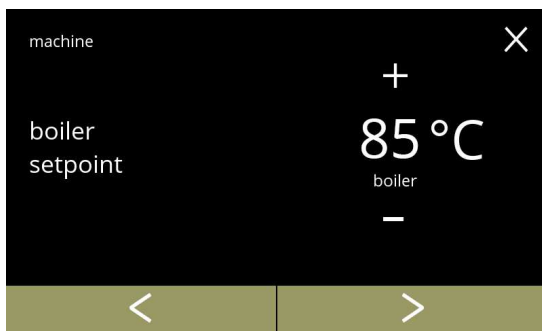 machine
+
boiler
setpoint
85 °C
boiler
-